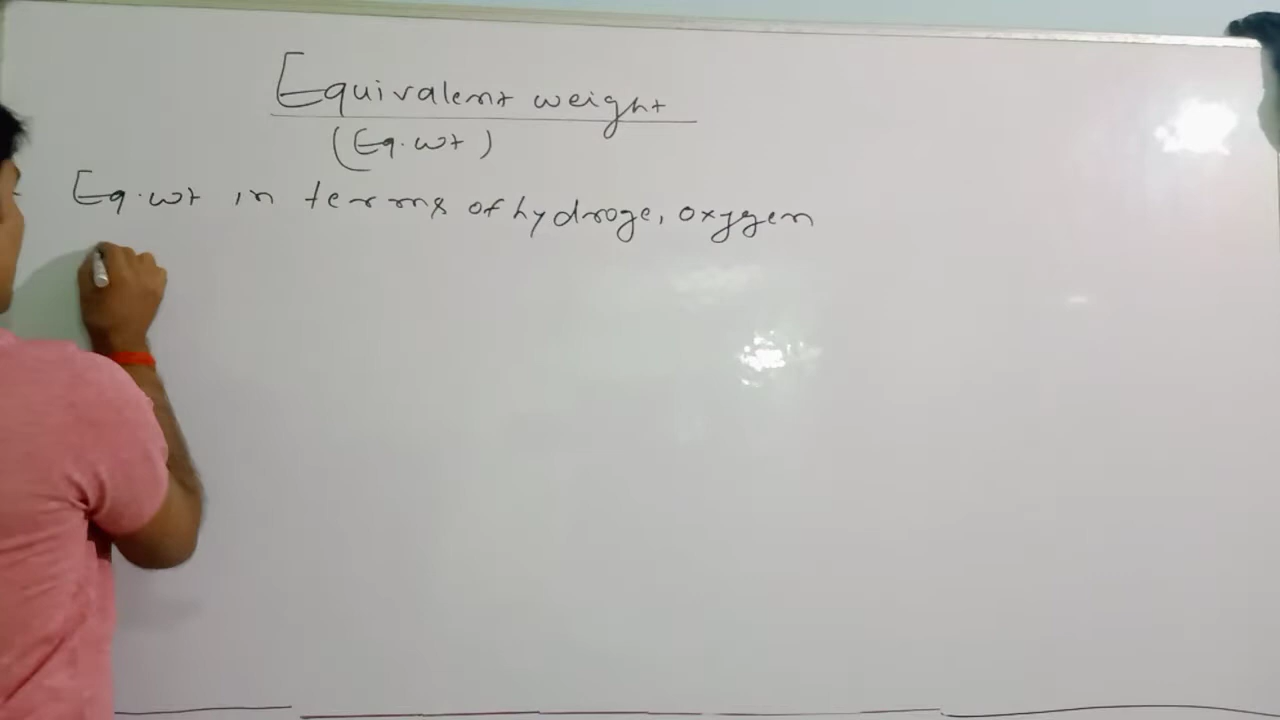 Equivalent weight
(Eq.wt)
Eq.wt in terms of hydroge, oxygen